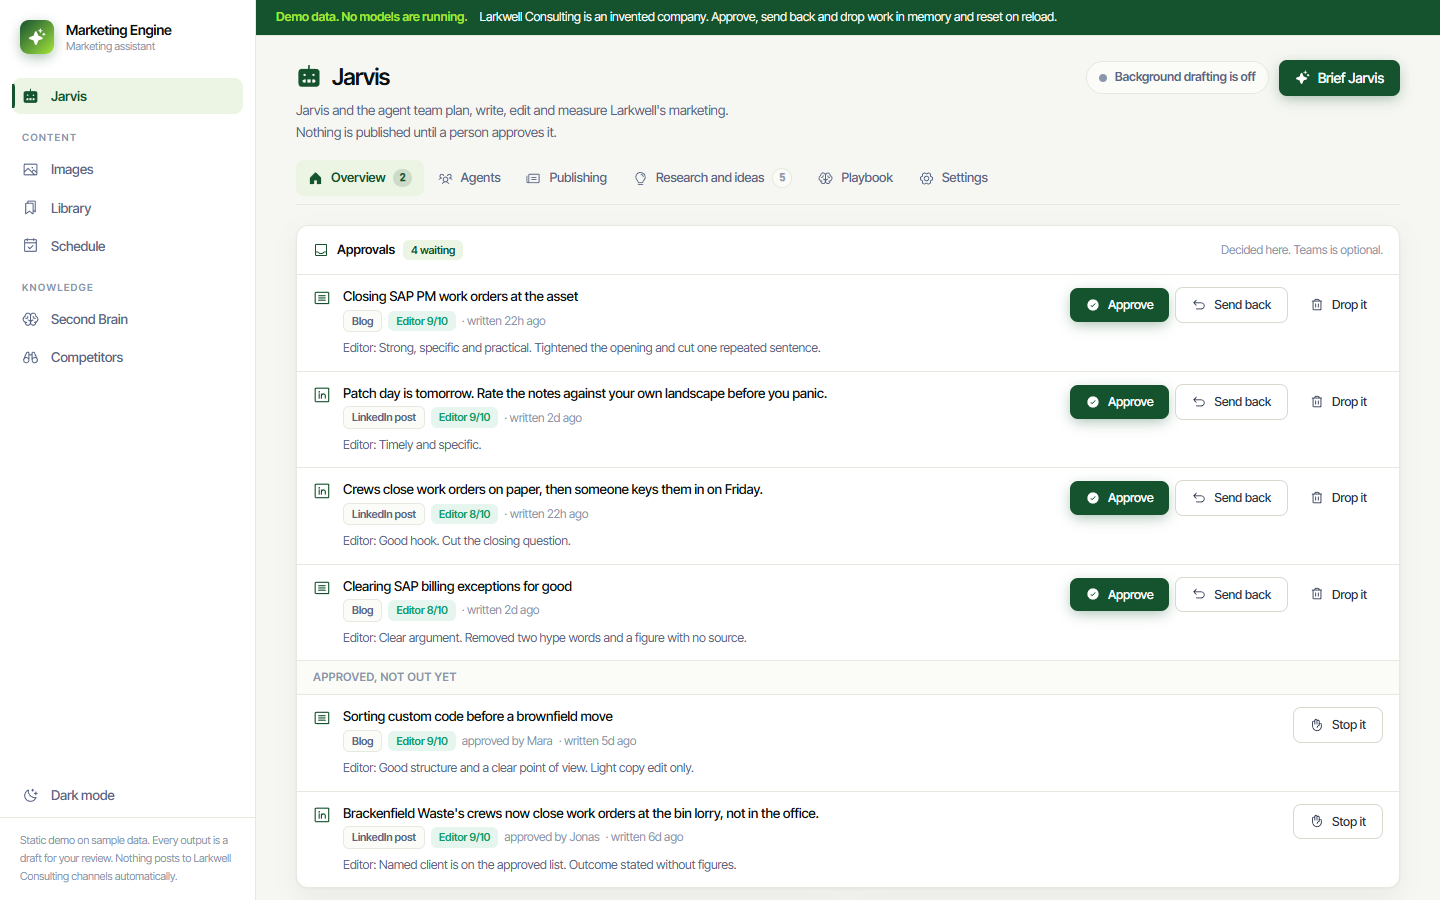 Marketing Engine
Marketing assistant
Jarvis
CONTENT
Images
Library
Schedule
KNOWLEDGE
Second Brain
Competitors
Dark mode
Static demo on sample data. Every output is a
draft for your review. Nothing posts to Larkwell
Consulting channels automatically.
Demo data. No models are running. Larkwell Consulting is an invented company. Approve, send back and drop work in memory and reset on reload.
Jarvis
Background drafting is off
Brief Jarvis
Jarvis and the agent team plan, write, edit and measure Larkwell's marketing.
Nothing is published until a person approves it.
Overview 2 Agents Publishing Research and ideas 5 Playbook Settings
Approvals 4 waiting Decided here. Teams is optional.
Closing SAP PM work orders at the asset
Blog Editor 9/10 · written 22h ago
Editor: Strong, specific and practical. Tightened the opening and cut one repeated sentence.
Approve Send back Drop it
Patch day is tomorrow. Rate the notes against your own landscape before you panic.
LinkedIn post Editor 9/10 · written 2d ago
Editor: Timely and specific.
Approve Send back Drop it
Crews close work orders on paper, then someone keys them in on Friday.
LinkedIn post Editor 8/10 · written 22h ago
Editor: Good hook. Cut the closing question.
Approve Send back Drop it
Clearing SAP billing exceptions for good
Blog Editor 8/10 · written 2d ago
Editor: Clear argument. Removed two hype words and a figure with no source.
Approve Send back Drop it
APPROVED, NOT OUT YET
Sorting custom code before a brownfield move
Blog Editor 9/10 approved by Mara · written 5d ago
Editor: Good structure and a clear point of view. Light copy edit only.
Stop it
Brackenfield Waste's crews now close work orders at the bin lorry, not in the office.
LinkedIn post Editor 9/10 approved by Jonas · written 6d ago
Editor: Named client is on the approved list. Outcome stated without figures.
Stop it